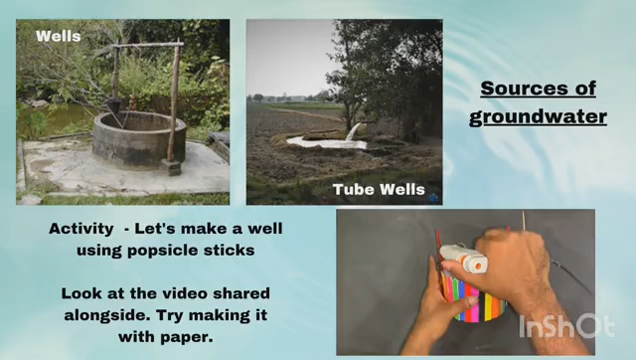 Wells
Tube Wells
Sources of
groundwater
Activity - Let's make a well
using popsicle sticks
Look at the video shared
alongside. Try making it
with paper.
InShOt